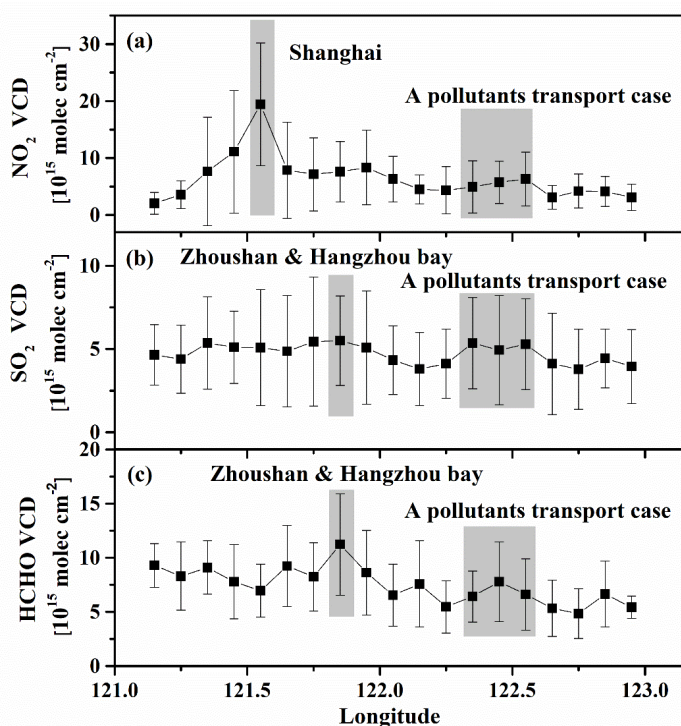 (a)
Shanghai
A pollutants transport case
NO2 VCD
[10^15 molec cm^-2]
30
20
10
0
(b)
Zhoushan & Hangzhou bay
A pollutants transport case
SO2 VCD
[10^15 molec cm^-2]
10
5
0
(c)
Zhoushan & Hangzhou bay
A pollutants transport case
HCHO VCD
[10^15 molec cm^-2]
20
15
10
5
0
121.0 121.5 122.0 122.5 123.0
Longitude